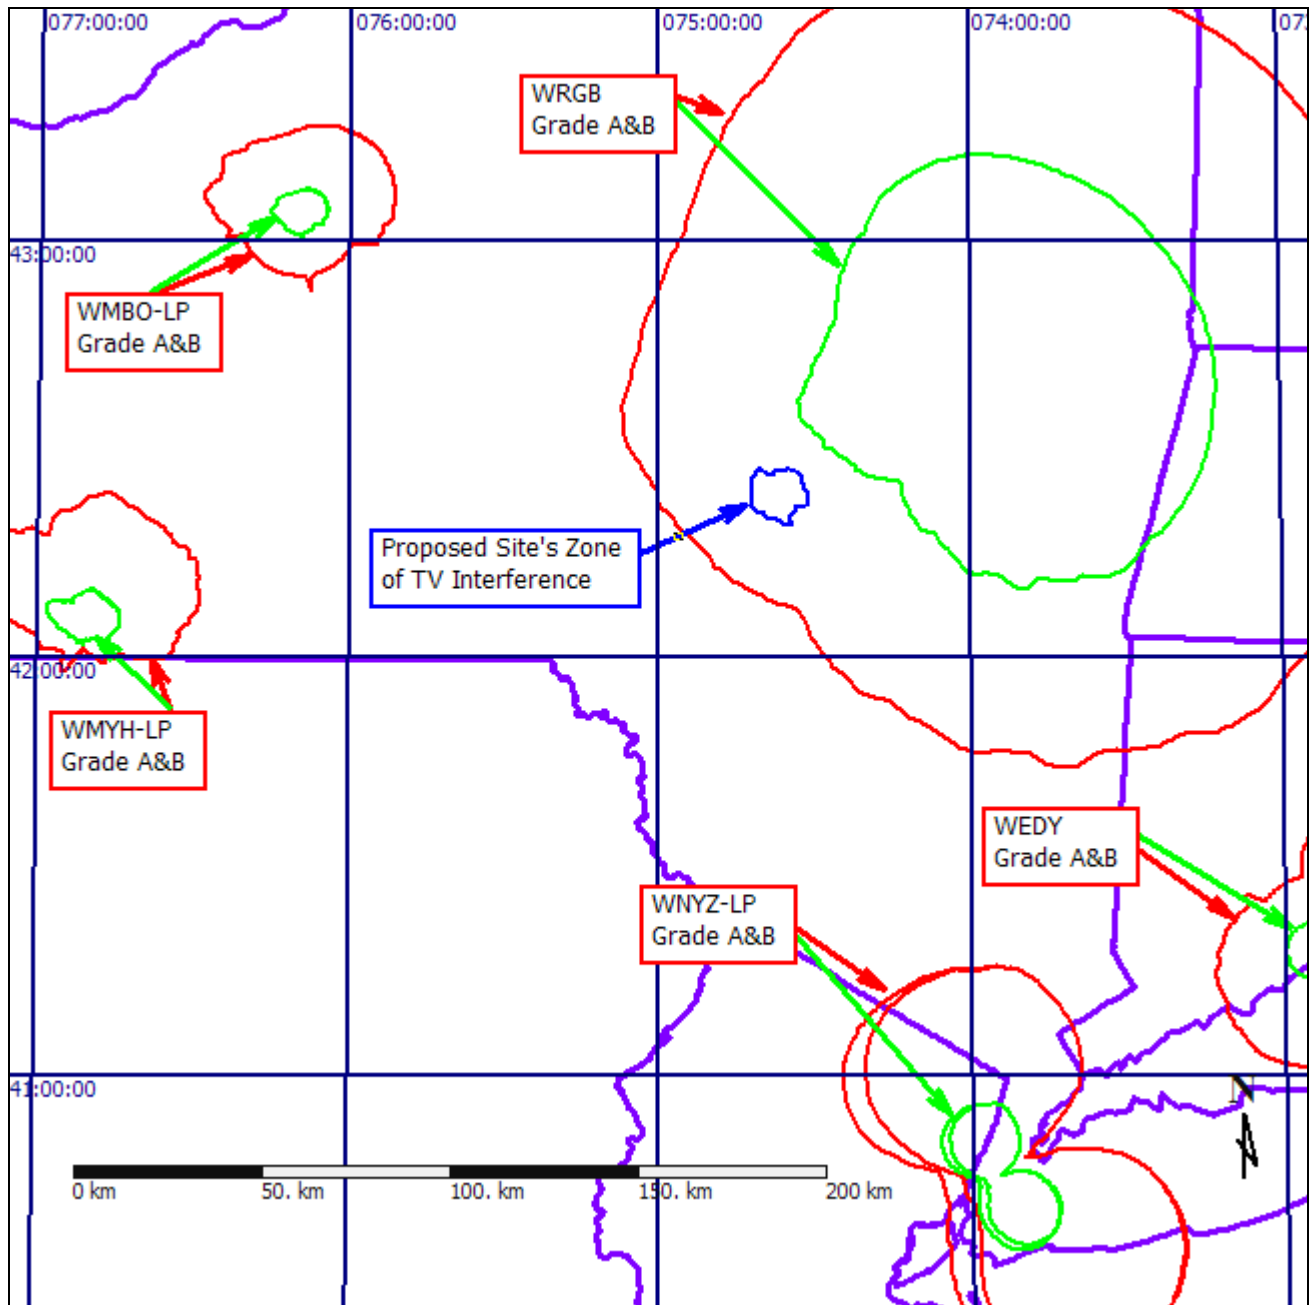 077:00:00
076:00:00
075:00:00
074:00:00
07
WRGB
Grade A&B
43:00:00
WMBO-LP
Grade A&B
Proposed Site's Zone
of TV Interference
42:00:00
WMYH-LP
Grade A&B
WEDY
Grade A&B
WNYZ-LP
Grade A&B
41:00:00
N
0 km
50. km
100. km
150. km
200 km